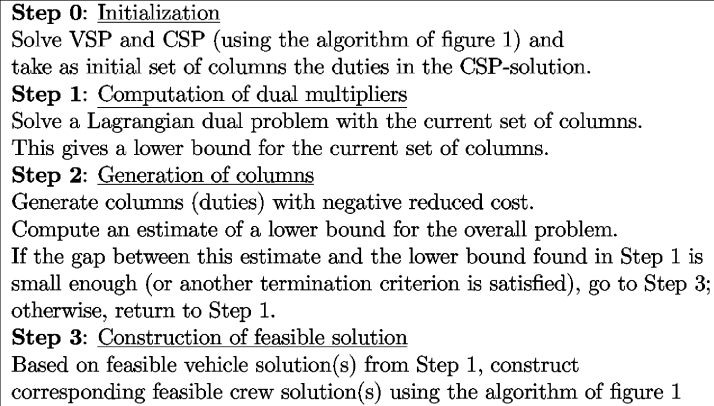 Step 0: Initialization
Solve VSP and CSP (using the algorithm of figure 1) and
take as initial set of columns the duties in the CSP-solution.
Step 1: Computation of dual multipliers
Solve a Lagrangian dual problem with the current set of columns.
This gives a lower bound for the current set of columns.
Step 2: Generation of columns
Generate columns (duties) with negative reduced cost.
Compute an estimate of a lower bound for the overall problem.
If the gap between this estimate and the lower bound found in Step 1 is
small enough (or another termination criterion is satisfied), go to Step 3;
otherwise, return to Step 1.
Step 3: Construction of feasible solution
Based on feasible vehicle solution(s) from Step 1, construct
corresponding feasible crew solution(s) using the algorithm of figure 1